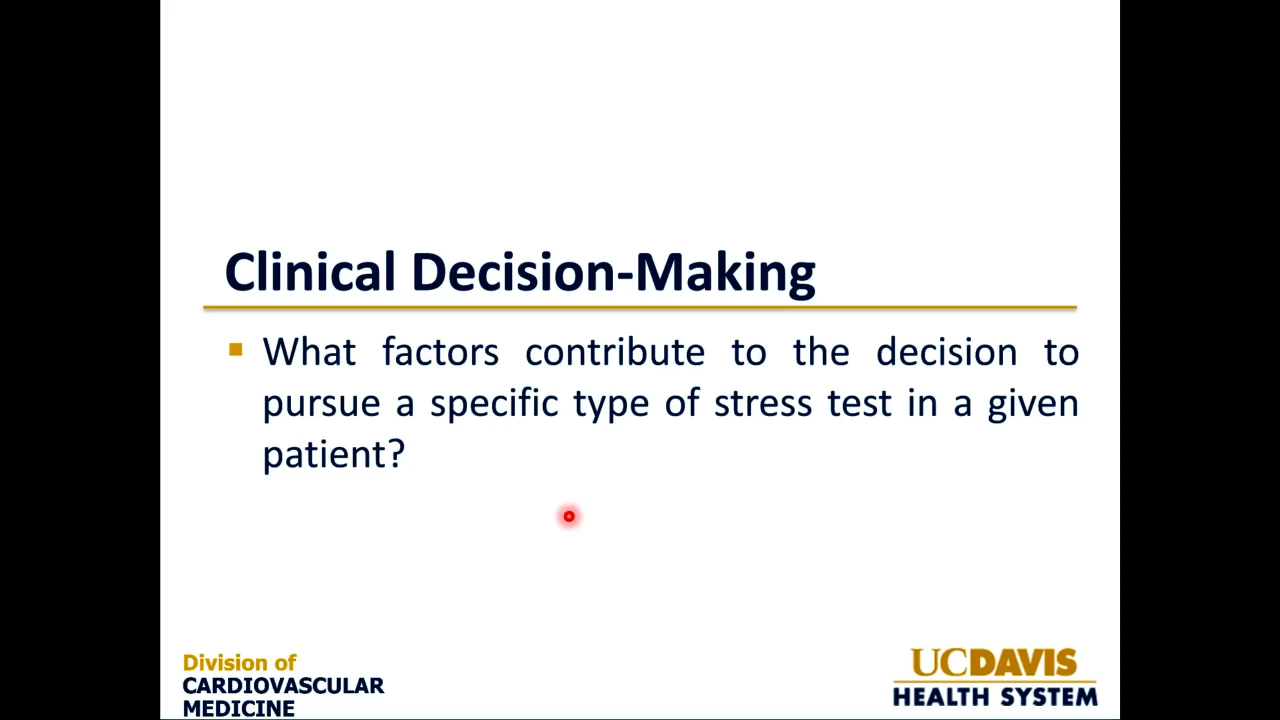 Clinical Decision-Making
What factors contribute to the decision to
pursue a specific type of stress test in a given
patient?
Division of
CARDIOVASCULAR
MEDICINE
UCDAVIS
HEALTH SYSTEM